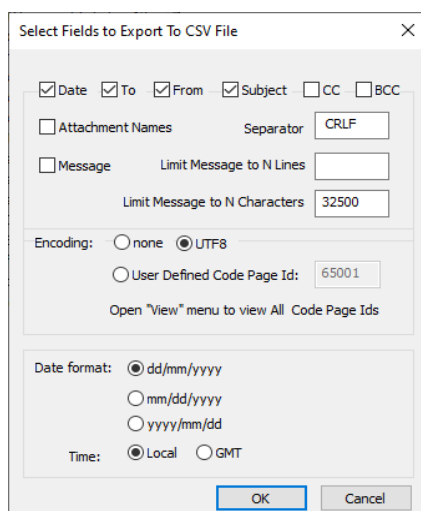 Select Fields to Export To CSV File
Date To From Subject CC BCC
Attachment Names Separator CRLF
Message Limit Message to N Lines
Limit Message to N Characters 32500
Encoding: none UTF8
User Defined Code Page Id: 65001
Open "View" menu to view All Code Page Ids
Date format: dd/mm/yyyy
mm/dd/yyyy
yyyy/mm/dd
Time: Local GMT
OK Cancel